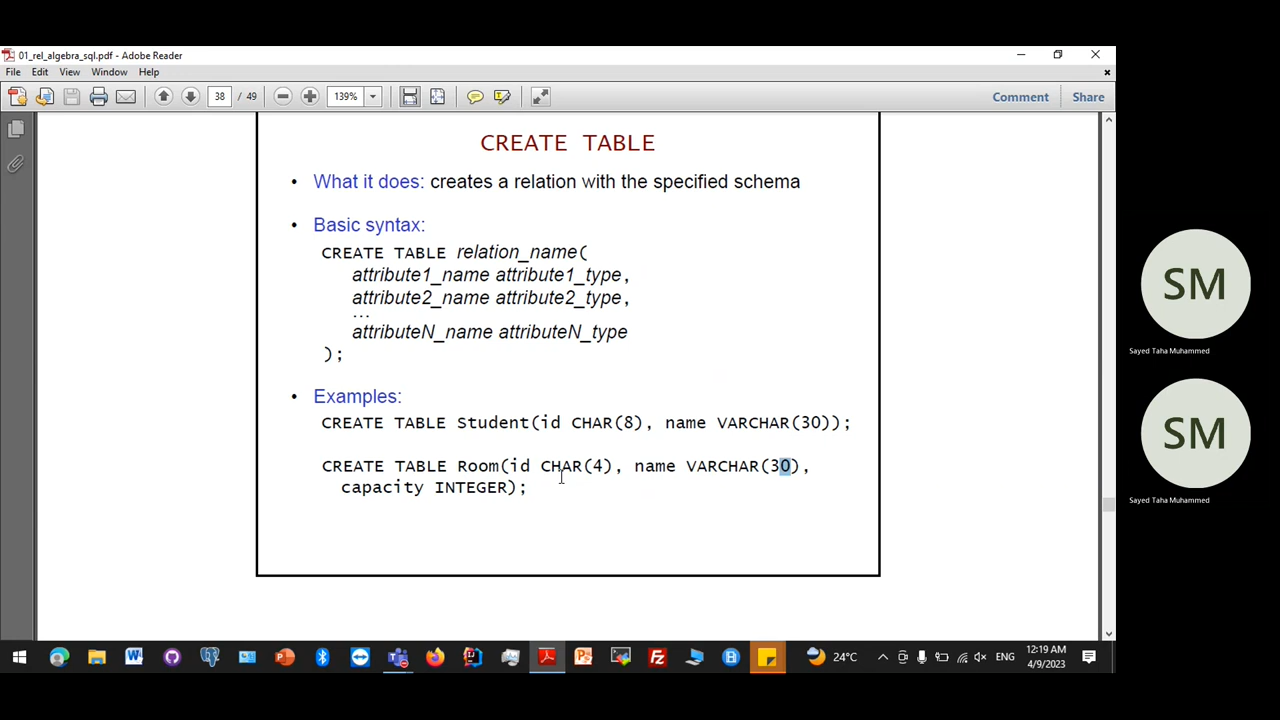 01_rel_algebra_sql.pdf - Adobe Reader
File Edit View Window Help
38 / 49 139% Comment Share
CREATE TABLE
• What it does: creates a relation with the specified schema
• Basic syntax:
CREATE TABLE relation_name(
attribute1_name attribute1_type,
attribute2_name attribute2_type,
…
attributeN_name attributeN_type
);
• Examples:
CREATE TABLE Student(id CHAR(8), name VARCHAR(30));
CREATE TABLE Room(id CHAR(4), name VARCHAR(30),
capacity INTEGER);
SM
Sayed Taha Muhammed
SM
Sayed Taha Muhammed
24°C ENG 12:19 AM
4/9/2023